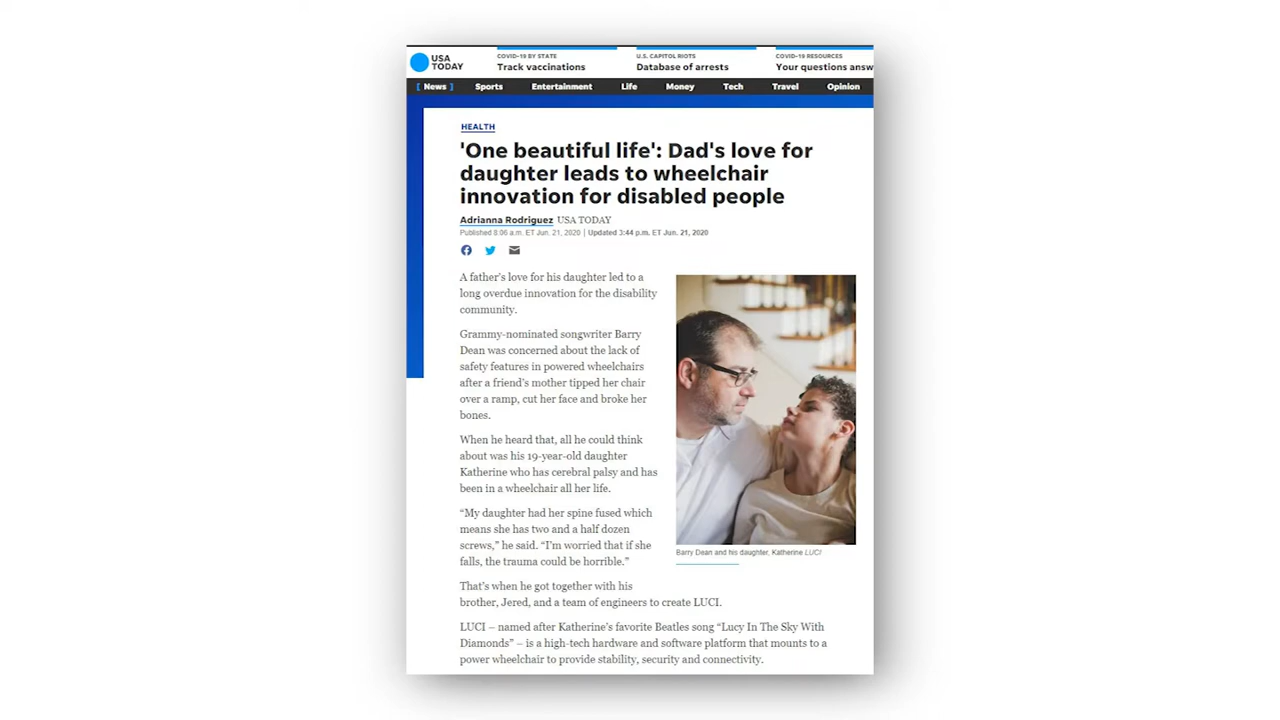 USA
TODAY
COVID-19 BY STATE
Track vaccinations
U.S. CAPITOL RIOTS
Database of arrests
COVID-19 RESOURCES
Your questions answ
[ News ] Sports Entertainment Life Money Tech Travel Opinion
HEALTH
'One beautiful life': Dad's love for
daughter leads to wheelchair
innovation for disabled people
Adrianna Rodriguez USA TODAY
Published 8:06 a.m. ET Jun. 21, 2020 | Updated 3:44 p.m. ET Jun. 21, 2020
A father's love for his daughter led to a
long overdue innovation for the disability
community.
Grammy-nominated songwriter Barry
Dean was concerned about the lack of
safety features in powered wheelchairs
after a friend's mother tipped her chair
over a ramp, cut her face and broke her
bones.
When he heard that, all he could think
about was his 19-year-old daughter
Katherine who has cerebral palsy and has
been in a wheelchair all her life.
“My daughter had her spine fused which
means she has two and a half dozen
screws,” he said. “I'm worried that if she
falls, the trauma could be horrible.”
Barry Dean and his daughter, Katherine LUCI
That's when he got together with his
brother, Jered, and a team of engineers to create LUCI.
LUCI – named after Katherine's favorite Beatles song “Lucy In The Sky With
Diamonds” – is a high-tech hardware and software platform that mounts to a
power wheelchair to provide stability, security and connectivity.